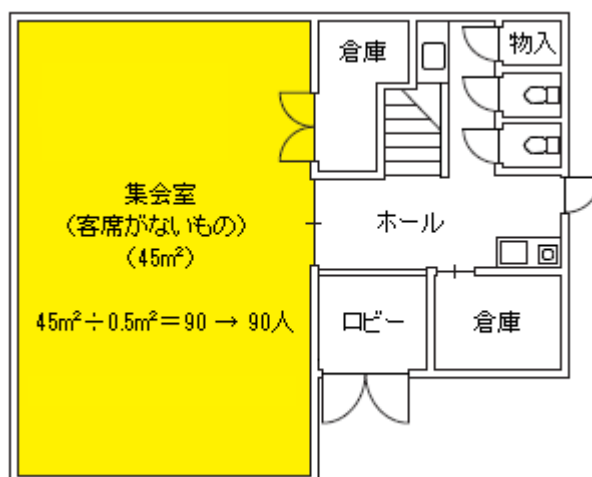 倉庫
物入
集会室
（客席がないもの）
（45㎡）
ホール
45㎡÷0.5㎡＝90 → 90人
ロビー
倉庫